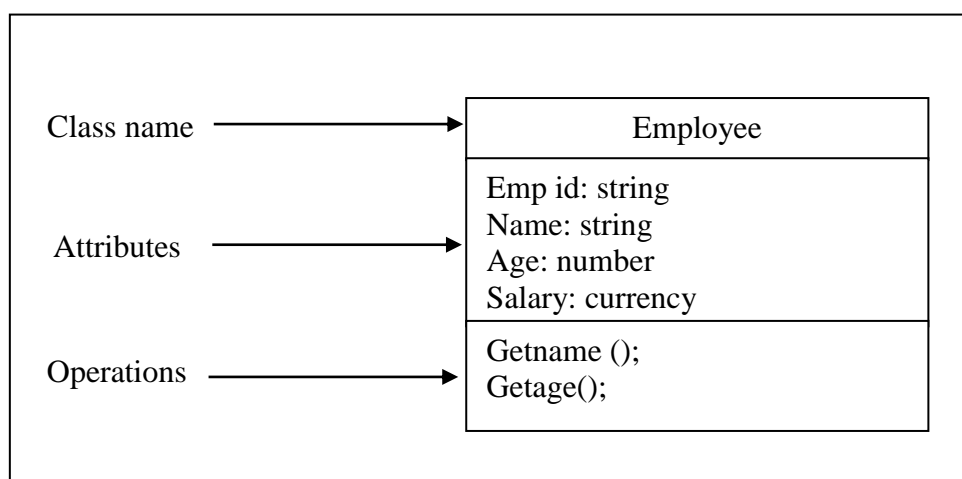 Class name
Employee
Attributes
Emp id: string
Name: string
Age: number
Salary: currency
Operations
Getname ();
Getage();